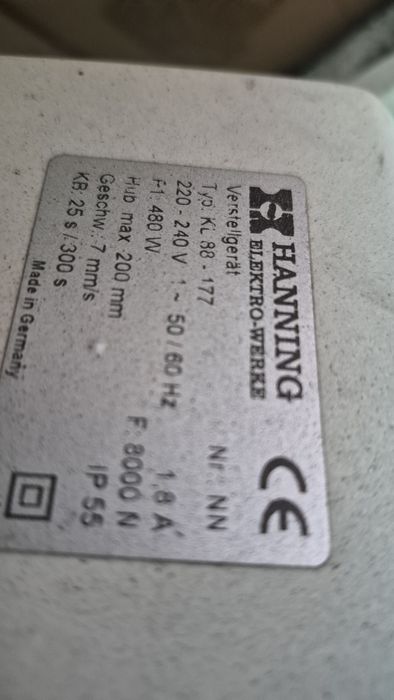 HANNING
ELEKTRO-WERKE
CE
Verstellgerät
Typ: KL 88 - 177 Nr.: NN
220 - 240 V 1~ 50 / 60 Hz 1,8 A
P1: 480 W F: 8000 N
Hub max. 200 mm
Geschw.: 7 mm/s IP 55
KB: 25 s / 300 s
Made in Germany